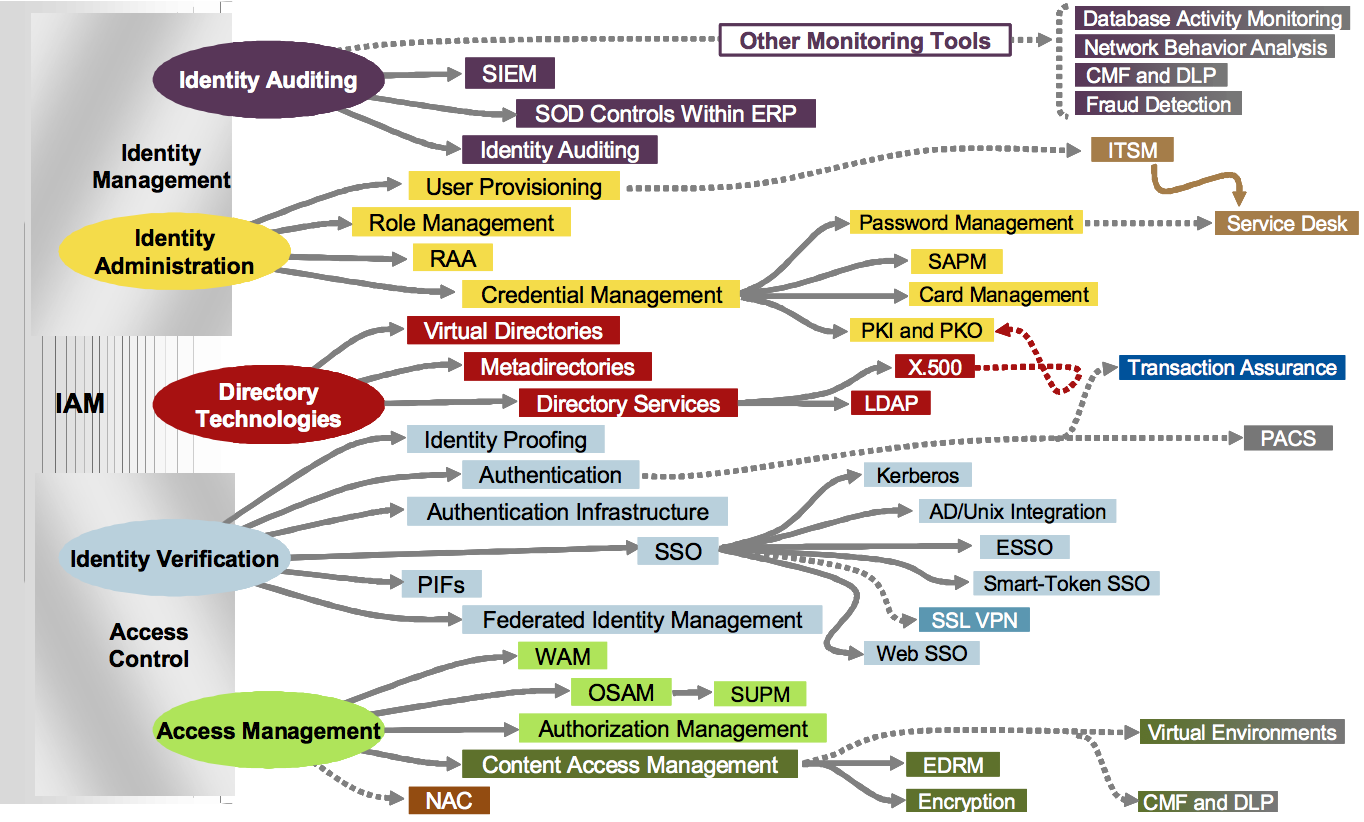 Database Activity Monitoring
Other Monitoring Tools
Network Behavior Analysis
Identity Auditing
SIEM
CMF and DLP
Fraud Detection
SOD Controls Within ERP
Identity
Management
Identity Auditing
ITSM
User Provisioning
Role Management
Password Management
Service Desk
Identity
Administration
RAA
SAPM
Credential Management
Card Management
Virtual Directories
PKI and PKO
Metadirectories
X.500
Transaction Assurance
IAM
Directory
Technologies
Directory Services
LDAP
Identity Proofing
PACS
Authentication
Kerberos
Authentication Infrastructure
AD/Unix Integration
Identity Verification
SSO
ESSO
PIFs
Smart-Token SSO
Federated Identity Management
SSL VPN
Access
Control
WAM
Web SSO
OSAM
SUPM
Access Management
Authorization Management
Virtual Environments
Content Access Management
EDRM
NAC
Encryption
CMF and DLP